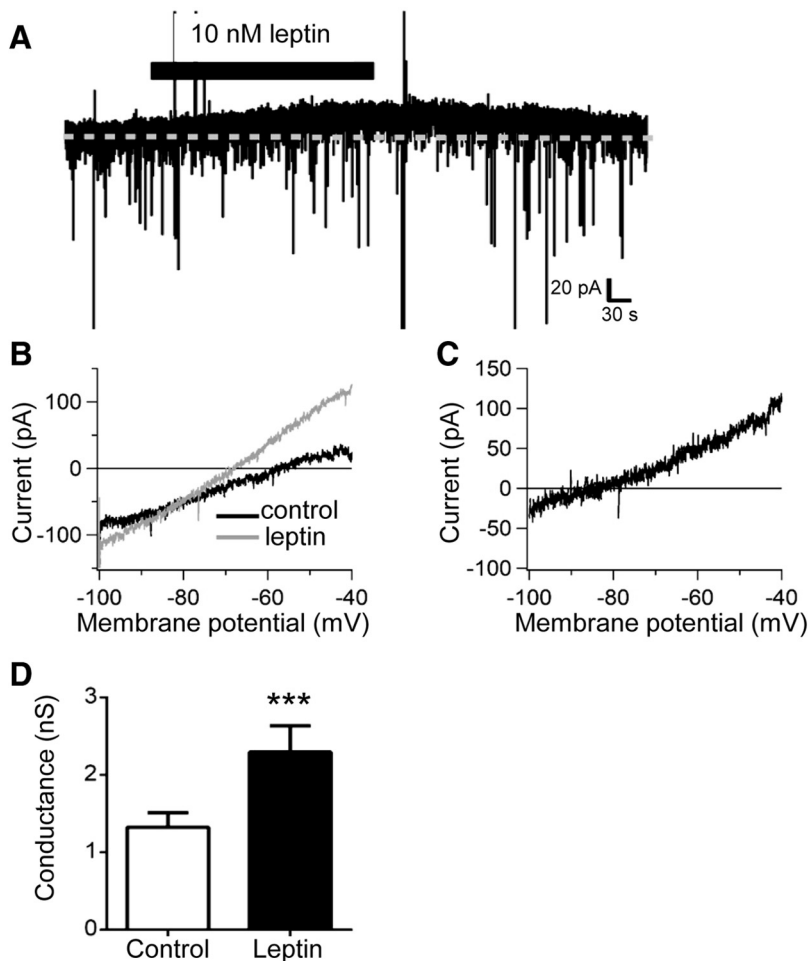 A
10 nM leptin
20 pA
30 s
B
Current (pA)
100
0
-100
control
leptin
-100
-80
-60
-40
Membrane potential (mV)
C
Current (pA)
150
100
50
0
-50
-100
-100
-80
-60
-40
Membrane potential (mV)
D
Conductance (nS)
3
2
1
0
***
Control
Leptin